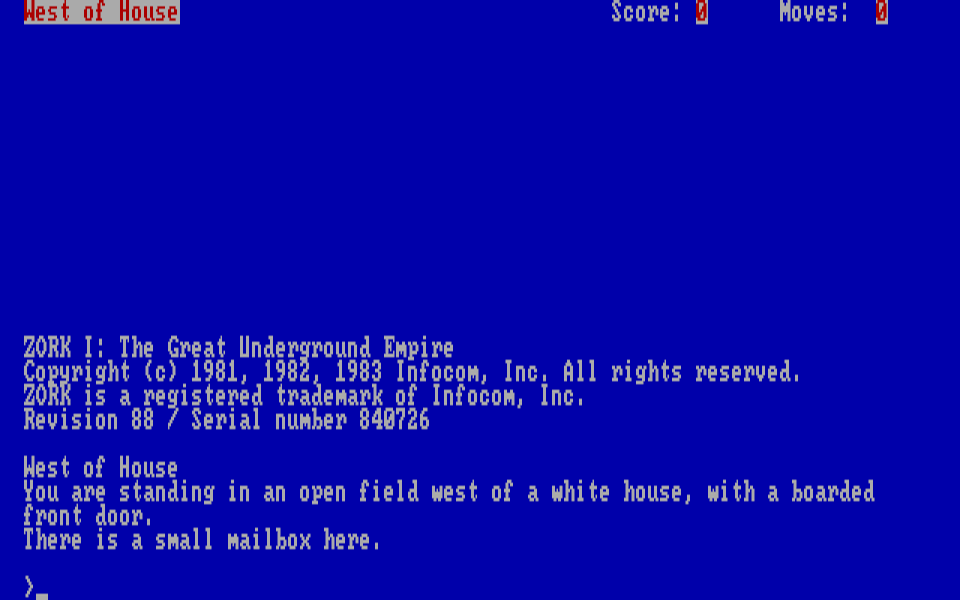 West of House Score: 0 Moves: 0
ZORK I: The Great Underground Empire
Copyright (c) 1981, 1982, 1983 Infocom, Inc. All rights reserved.
ZORK is a registered trademark of Infocom, Inc.
Revision 88 / Serial number 840726
West of House
You are standing in an open field west of a white house, with a boarded
front door.
There is a small mailbox here.
>_